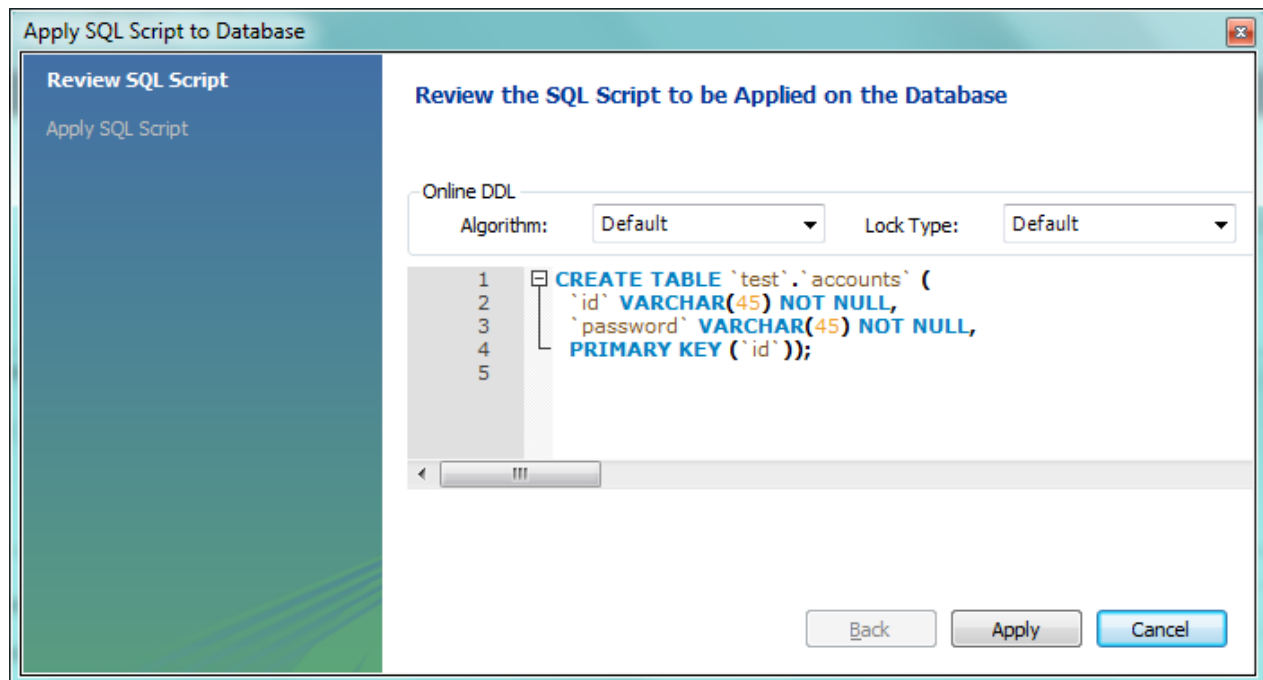 Apply SQL Script to Database
Review SQL Script
Apply SQL Script
Review the SQL Script to be Applied on the Database
Online DDL
Algorithm: Default Lock Type: Default
1 CREATE TABLE `test`.`accounts` (
2 `id` VARCHAR(45) NOT NULL,
3 `password` VARCHAR(45) NOT NULL,
4 PRIMARY KEY (`id`));
5
Back Apply Cancel